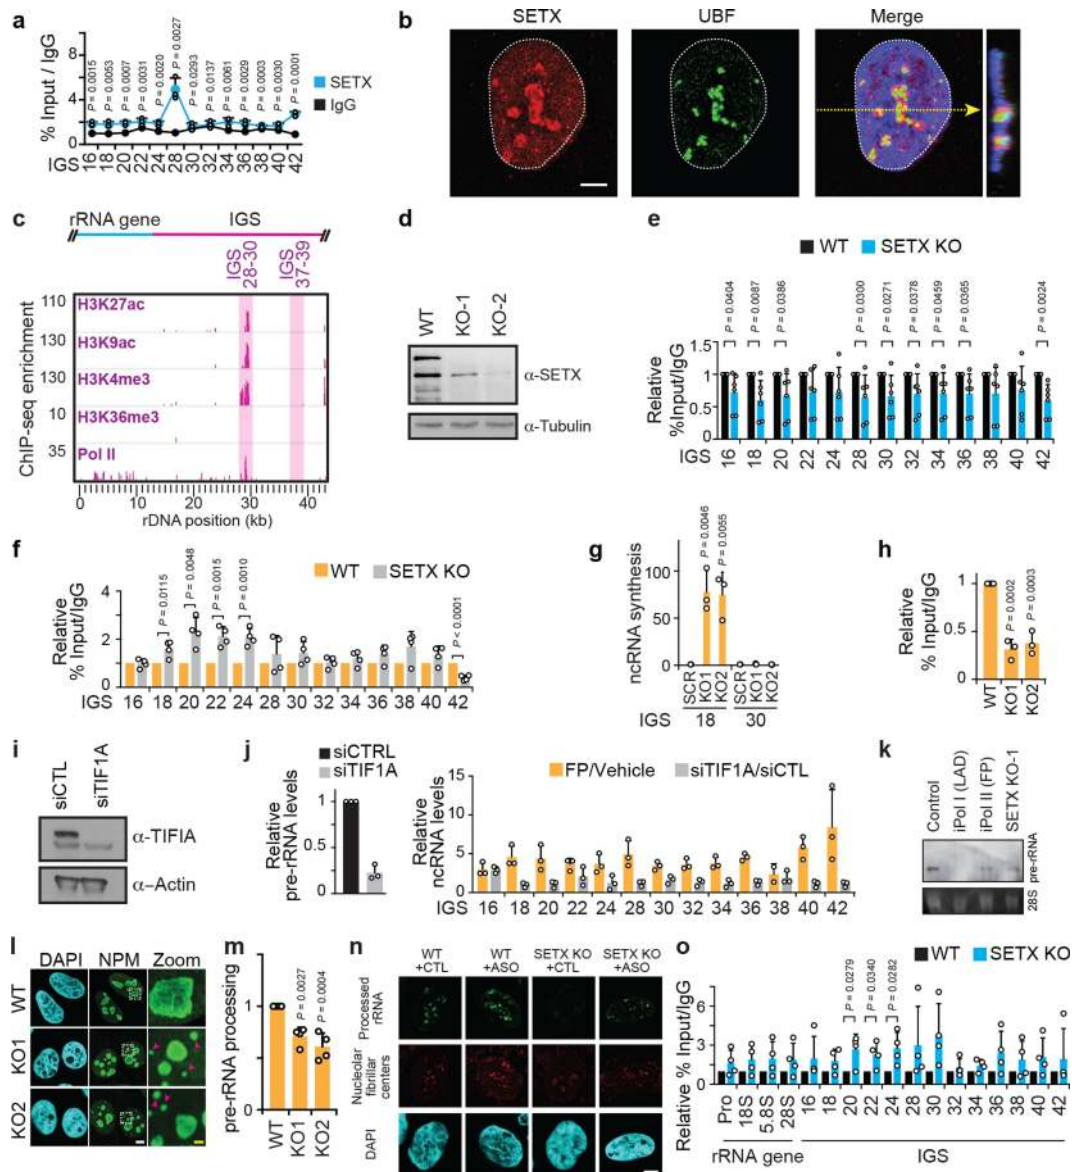 a
% Input / IgG
8
4
0
P = 0.0015
P = 0.0053
P = 0.0007
P = 0.0031
P = 0.0020
P = 0.0027
P = 0.0293
P = 0.0137
P = 0.0061
P = 0.0029
P = 0.0003
P = 0.0030
P = 0.0001
SETX
IgG
IGS
16 18 20 22 24 28 30 32 34 36 38 40 42
b
SETX UBF Merge
c
rRNA gene IGS
IGS 28-30
IGS 37-39
ChIP-seq enrichment
110 H3K27ac
130 H3K9ac
130 H3K4me3
10 H3K36me3
35 Pol II
0 10 20 30 40
rDNA position (kb)
d
WT KO-1 KO-2
α-SETX
α-Tubulin
e
WT SETX KO
P = 0.0404
P = 0.0087
P = 0.0386
P = 0.0300
P = 0.0271
P = 0.0378
P = 0.0459
P = 0.0365
P = 0.0024
Relative
%Input/IgG
1.5
1
0.5
0
IGS
16 18 20 22 24 28 30 32 34 36 38 40 42
f
WT SETX KO
P = 0.0115
P = 0.0048
P = 0.0015
P = 0.0010
P < 0.0001
Relative
% Input/IgG
4
2
0
IGS 16 18 20 22 24 28 30 32 34 36 38 40 42
g
ncRNA synthesis
100
75
50
25
0
P = 0.0046
P = 0.0055
SCR KO1 KO2 SCR KO1 KO2
IGS 18 30
h
Relative
% Input/IgG
1
0.5
0
P = 0.0002
P = 0.0003
WT KO1 KO2
i
siCTL siTIF1A
α-TIFIA
α–Actin
j
siCTRL
siTIF1A
Relative
pre-rRNA levels
1
0.5
0
FP/Vehicle siTIF1A/siCTL
Relative
ncRNA levels
15
10
5
0
IGS 16 18 20 22 24 28 30 32 34 36 38 40 42
k
Control iPol I (LAD) iPol II (FP) SETX KO-1
pre-rRNA
28S
l
DAPI NPM Zoom
WT
KO1
KO2
m
pre-rRNA processing
1
0.5
0
P = 0.0027
P = 0.0004
WT KO1 KO2
n
WT +CTL
WT +ASO
SETX KO +CTL
SETX KO +ASO
Processed rRNA
Nucleolar fibrillar centers
DAPI
o
WT SETX KO
P = 0.0279
P = 0.0340
P = 0.0282
Relative % Input/IgG
6
4
2
0
Pro 18S 5.8S 28S 16 18 20 22 24 28 30 32 34 36 38 40 42
rRNA gene IGS